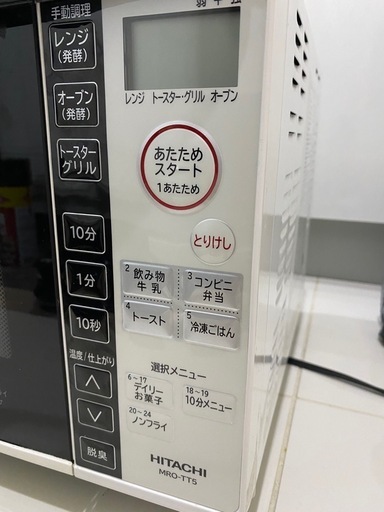 手動調理
弱 中 強
レンジ
(発酵)
レンジ トースター・グリル オーブン
オーブン
(発酵)
トースター
グリル
あたため
スタート
1あたため
とりけし
10分
1分
10秒
2 飲み物
牛乳
3 コンビニ
弁当
4 トースト
5 冷凍ごはん
温度/仕上がり
選択メニュー
6~17
デイリー
お菓子
18~19
10分メニュー
20~24
ノンフライ
脱臭
HITACHI
MRO-TT5